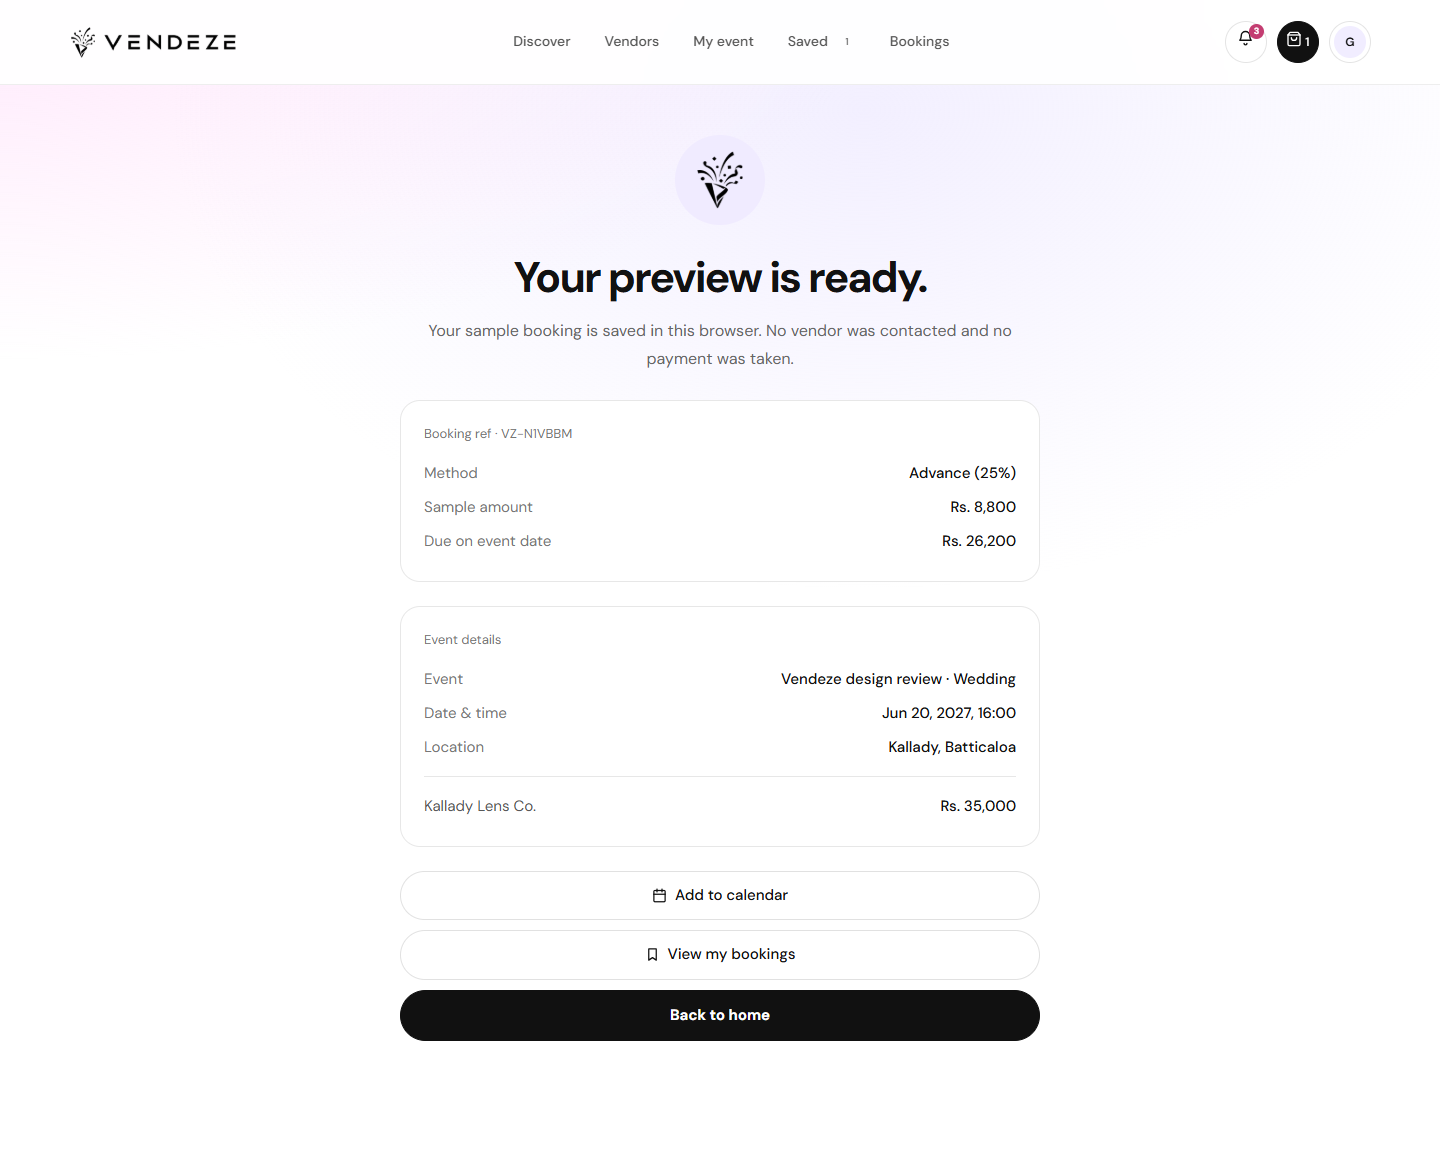 VENDEZE
Discover
Vendors
My event
Saved 1
Bookings
3
1
G
Your preview is ready.
Your sample booking is saved in this browser. No vendor was contacted and no
payment was taken.
Booking ref · VZ-N1VBBM
Method Advance (25%)
Sample amount Rs. 8,800
Due on event date Rs. 26,200
Event details
Event Vendeze design review · Wedding
Date & time Jun 20, 2027, 16:00
Location Kallady, Batticaloa
Kallady Lens Co. Rs. 35,000
Add to calendar
View my bookings
Back to home